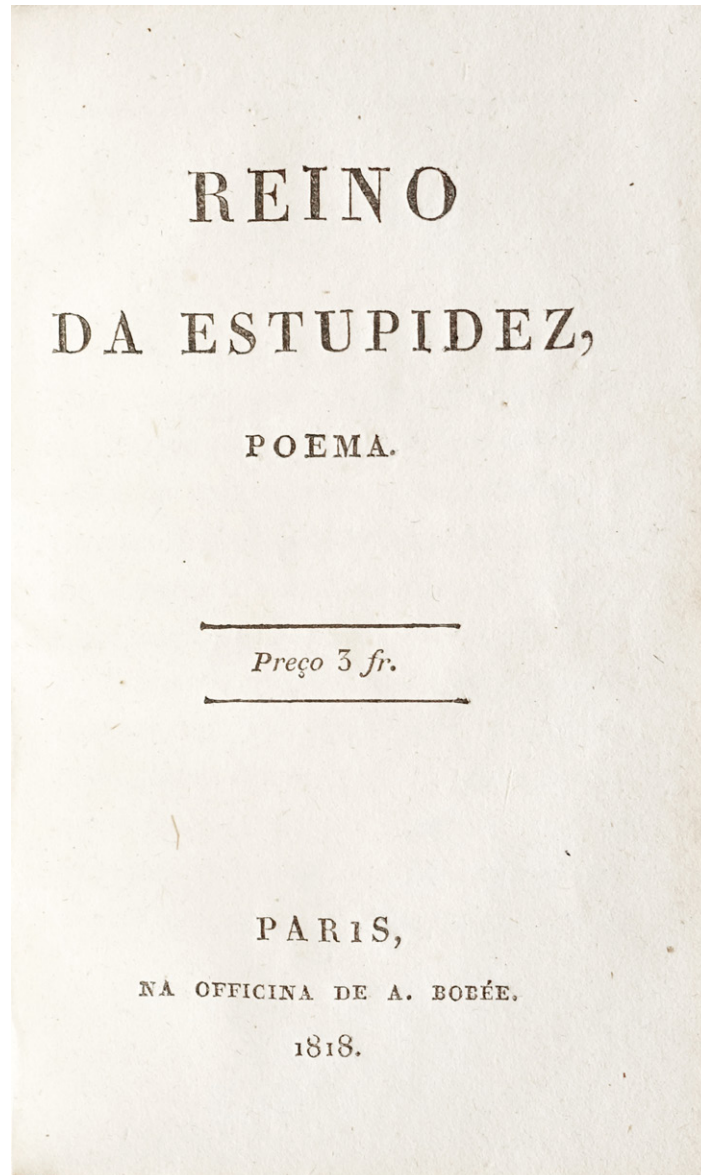 REINO
DA ESTUPIDEZ,
POEMA.
Preço 3 fr.
PARIS,
NA OFFICINA DE A. BOBÉE.
1818.